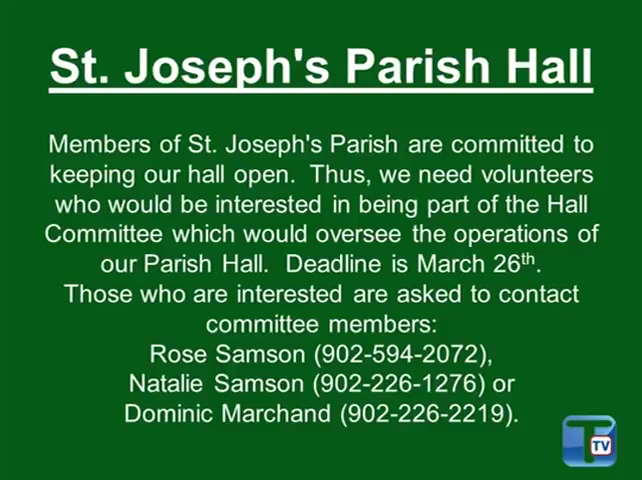 St. Joseph's Parish Hall
Members of St. Joseph's Parish are committed to
keeping our hall open. Thus, we need volunteers
who would be interested in being part of the Hall
Committee which would oversee the operations of
our Parish Hall. Deadline is March 26th.
Those who are interested are asked to contact
committee members:
Rose Samson (902-594-2072),
Natalie Samson (902-226-1276) or
Dominic Marchand (902-226-2219).
T TV